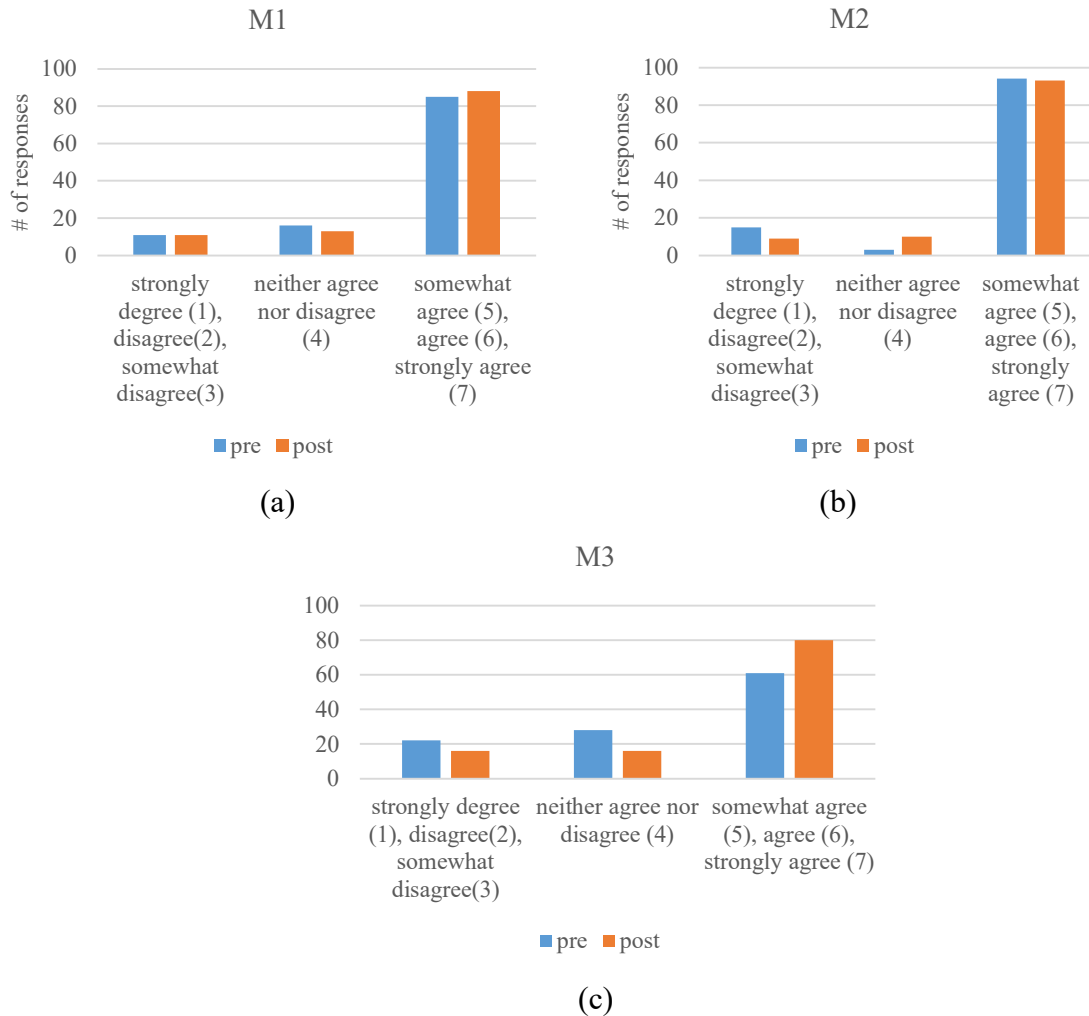 M1
100
80
60
40
20
0
# of responses
strongly
degree (1),
disagree(2),
somewhat
disagree(3)
neither agree
nor disagree
(4)
somewhat
agree (5),
agree (6),
strongly agree
(7)
pre post
(a)
M2
100
80
60
40
20
0
# of responses
strongly
degree (1),
disagree(2),
somewhat
disagree(3)
neither agree
nor disagree
(4)
somewhat
agree (5),
agree (6),
strongly
agree (7)
pre post
(b)
M3
100
80
60
40
20
0
strongly degree
(1), disagree(2),
somewhat
disagree(3)
neither agree nor
disagree (4)
somewhat agree
(5), agree (6),
strongly agree (7)
pre post
(c)